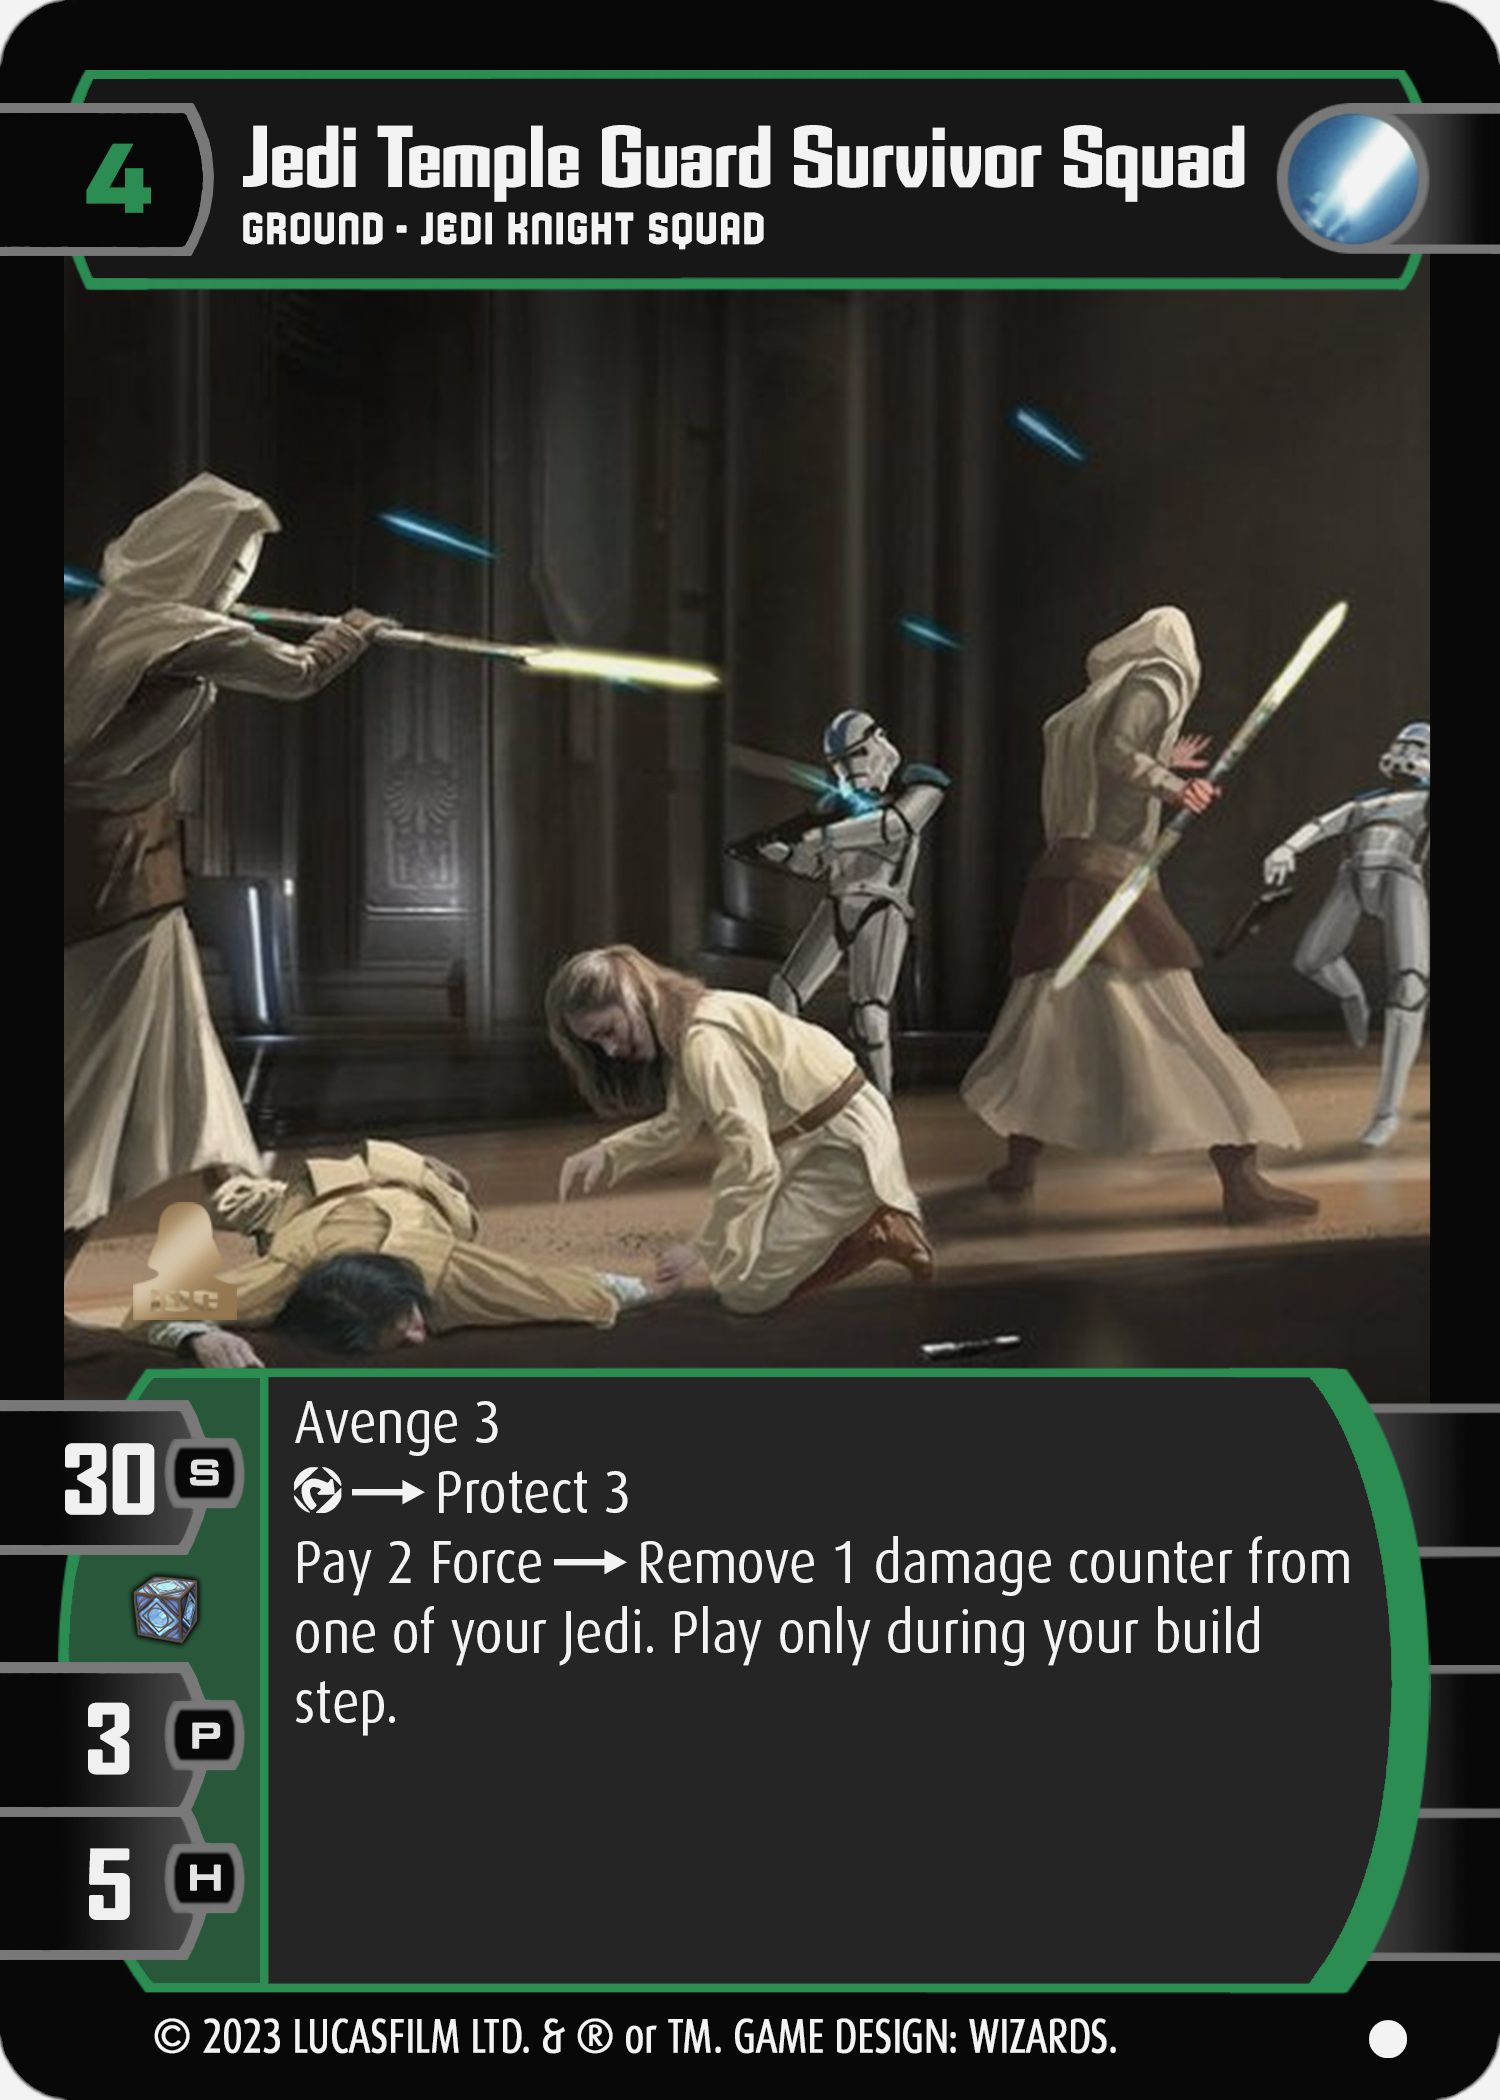 4
Jedi Temple Guard Survivor Squad
GROUND - JEDI KNIGHT SQUAD
ISC
30 S
Avenge 3
→ Protect 3
Pay 2 Force → Remove 1 damage counter from
one of your Jedi. Play only during your build
step.
3 P
5 H
© 2023 LUCASFILM LTD. & ® or TM. GAME DESIGN: WIZARDS.